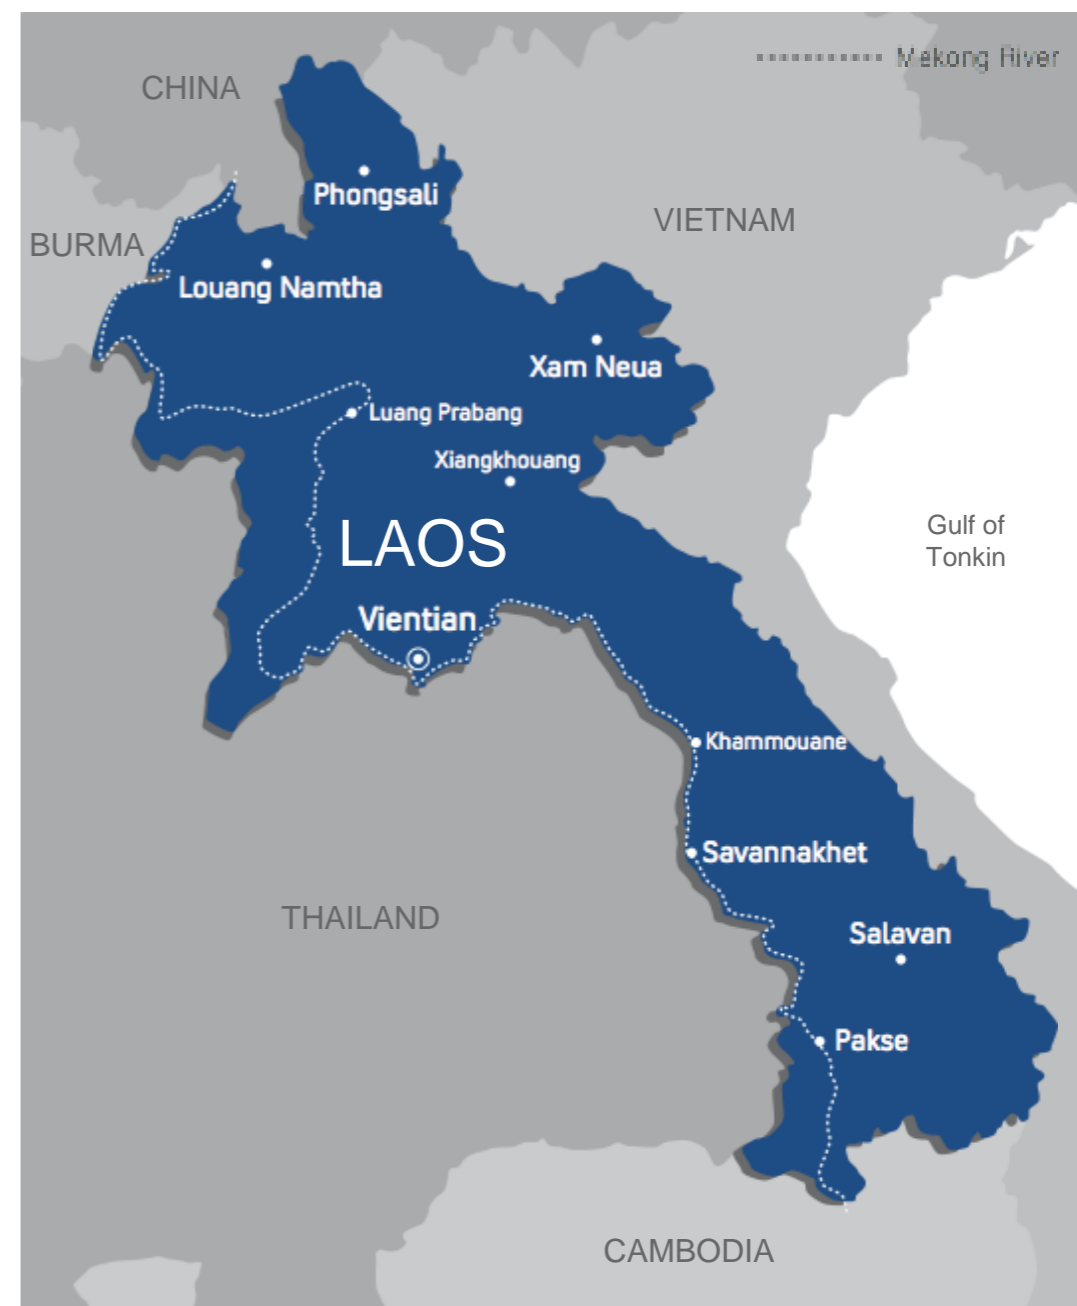 Mekong River
CHINA
Phongsali
VIETNAM
BURMA
Louang Namtha
Xam Neua
Luang Prabang
Xiangkhouang
Gulf of
Tonkin
LAOS
Vientian
Khammouane
Savannakhet
THAILAND
Salavan
Pakse
CAMBODIA